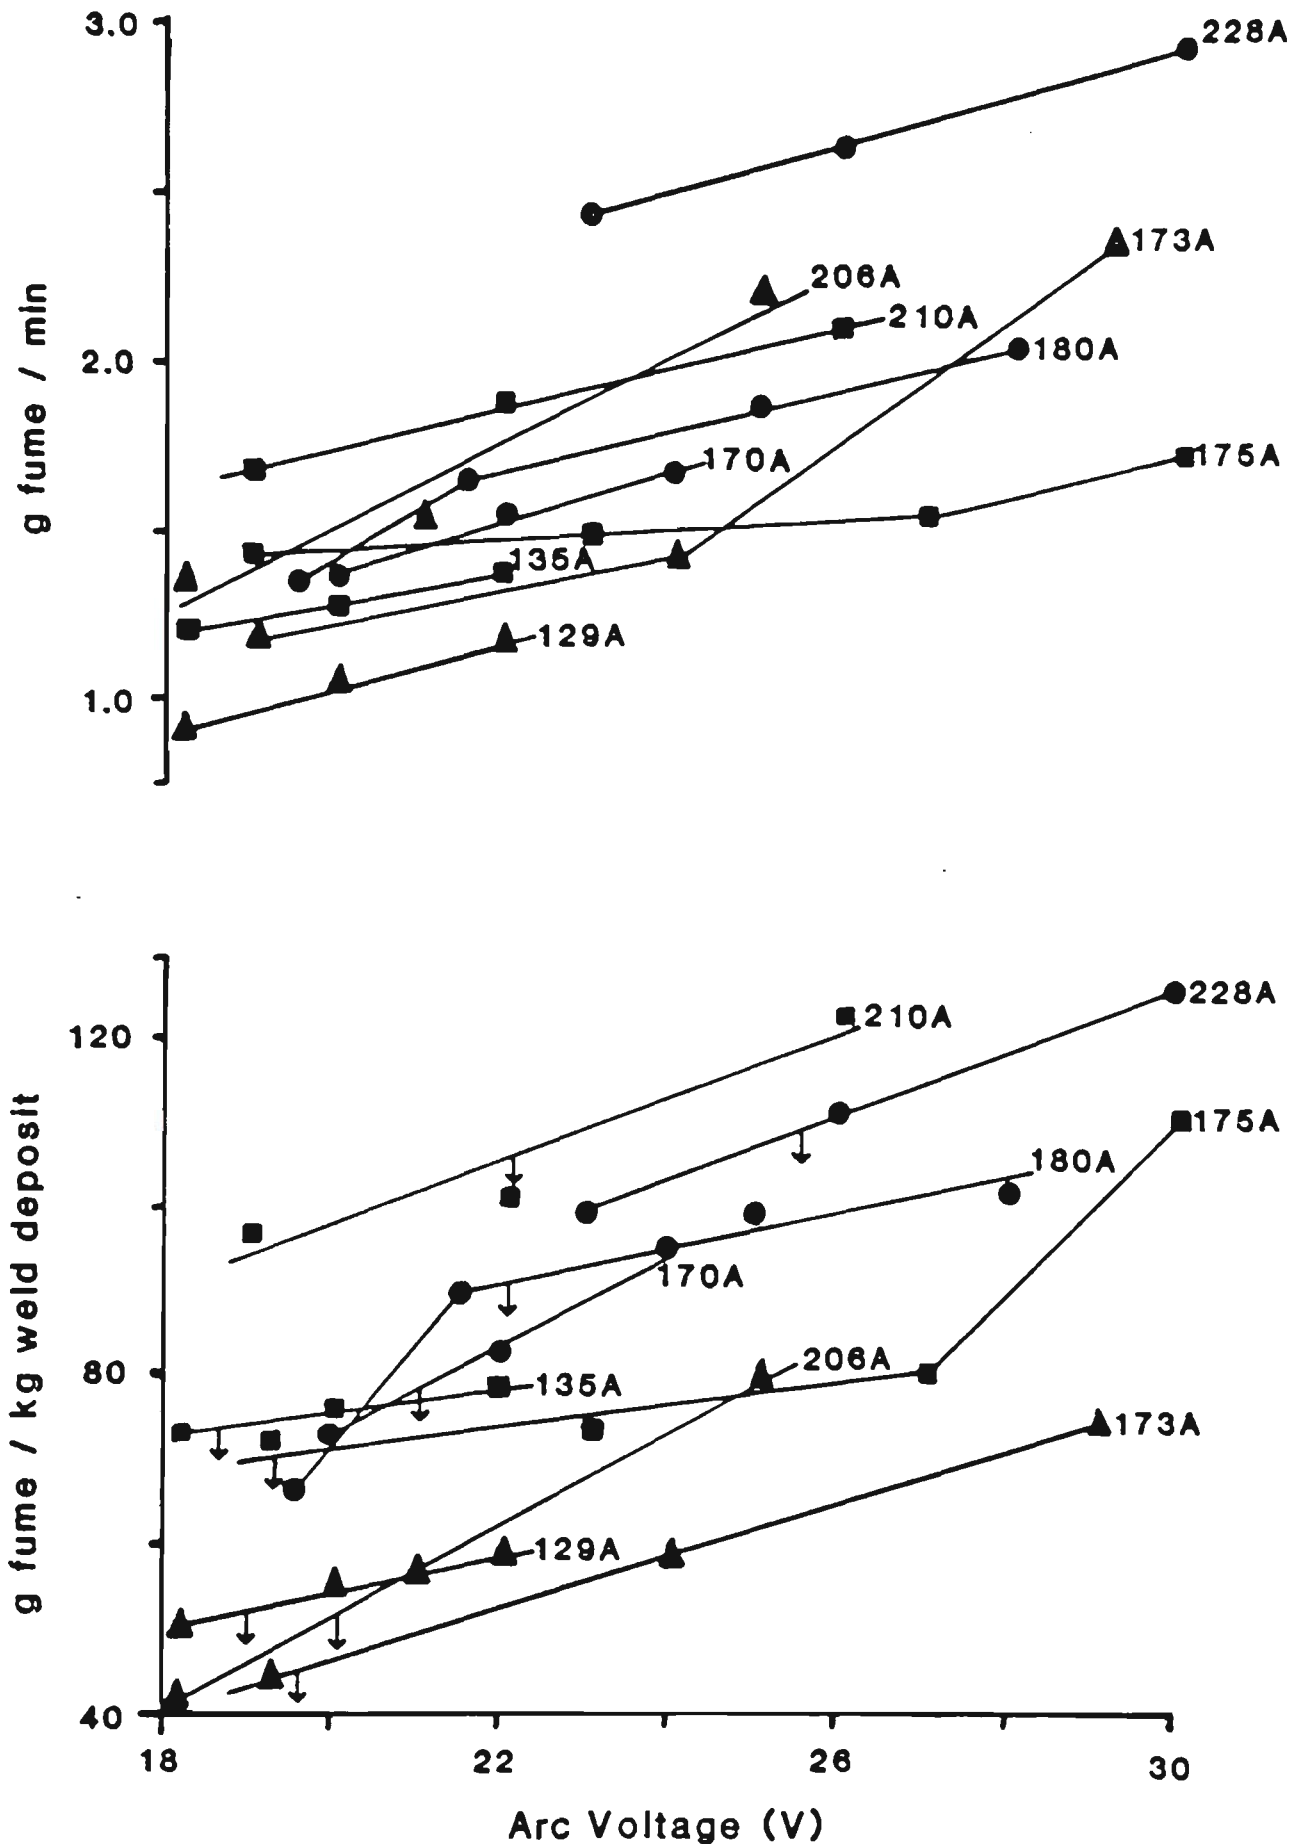 3.0
228A
173A
206A
210A
2.0
180A
170A
175A
135A
129A
1.0
g fume / min
228A
210A
120
175A
180A
170A
80
206A
135A
173A
129A
40
g fume / kg weld deposit
18
22
26
30
Arc Voltage (V)